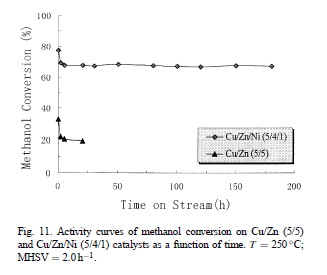 100
80
60
40
20
0
Methanol Conversion (%)
0 50 100 150 200
Time on Stream(h)
Cu/Zn/Ni (5/4/1)
Cu/Zn (5/5)
Fig. 11. Activity curves of methanol conversion on Cu/Zn (5/5)
and Cu/Zn/Ni (5/4/1) catalysts as a function of time. T = 250 °C;
MHSV = 2.0 h−1.